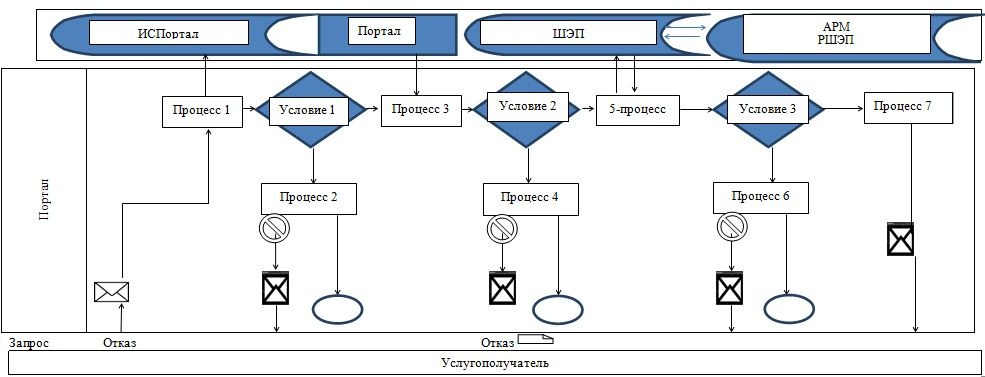 ИСПортал
Портал
ШЭП
АРМ
РШЭП
Процесс 1
Условие 1
Процесс 3
Условие 2
5-процесс
Условие 3
Процесс 7
Портал
Процесс 2
Процесс 4
Процесс 6
Запрос
Отказ
Отказ
Услугополучатель